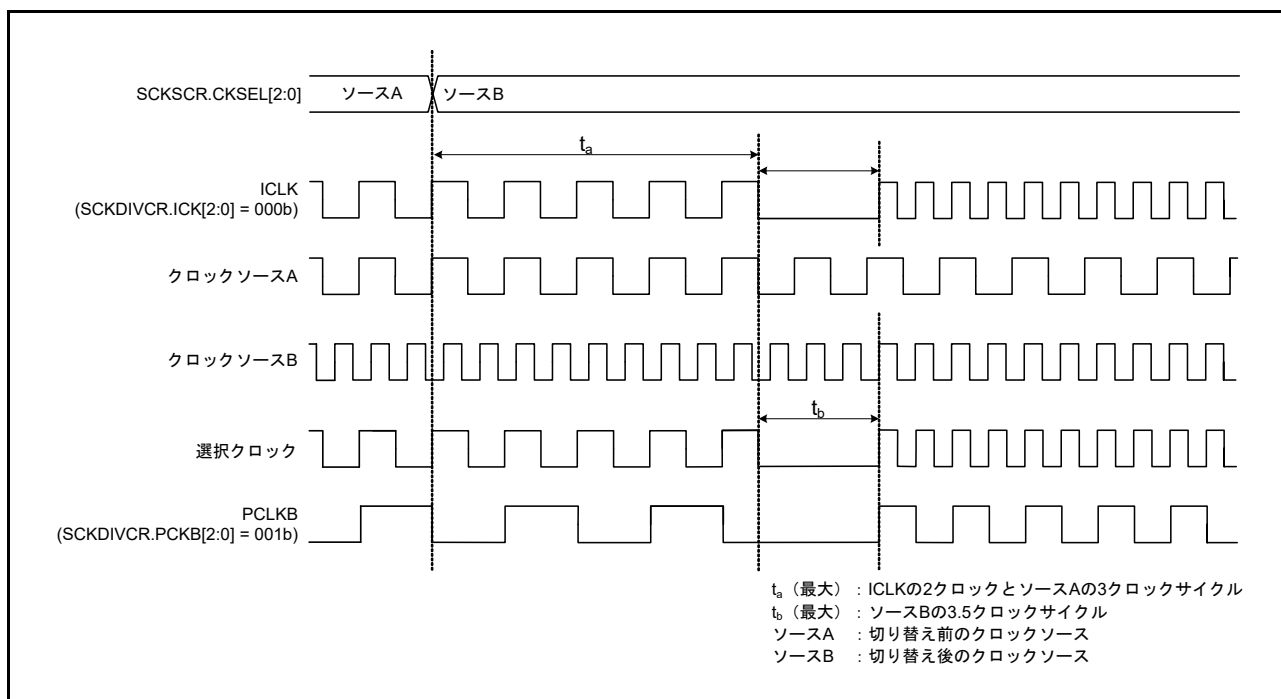 SCKSCR.CKSEL[2:0]
ソースA
ソースB
ta
ICLK
(SCKDIVCR.ICK[2:0] = 000b)
クロックソースA
クロックソースB
tb
選択クロック
PCLKB
(SCKDIVCR.PCKB[2:0] = 001b)
ta（最大）：ICLKの2クロックとソースAの3クロックサイクル
tb（最大）：ソースBの3.5クロックサイクル
ソースA ：切り替え前のクロックソース
ソースB ：切り替え後のクロックソース